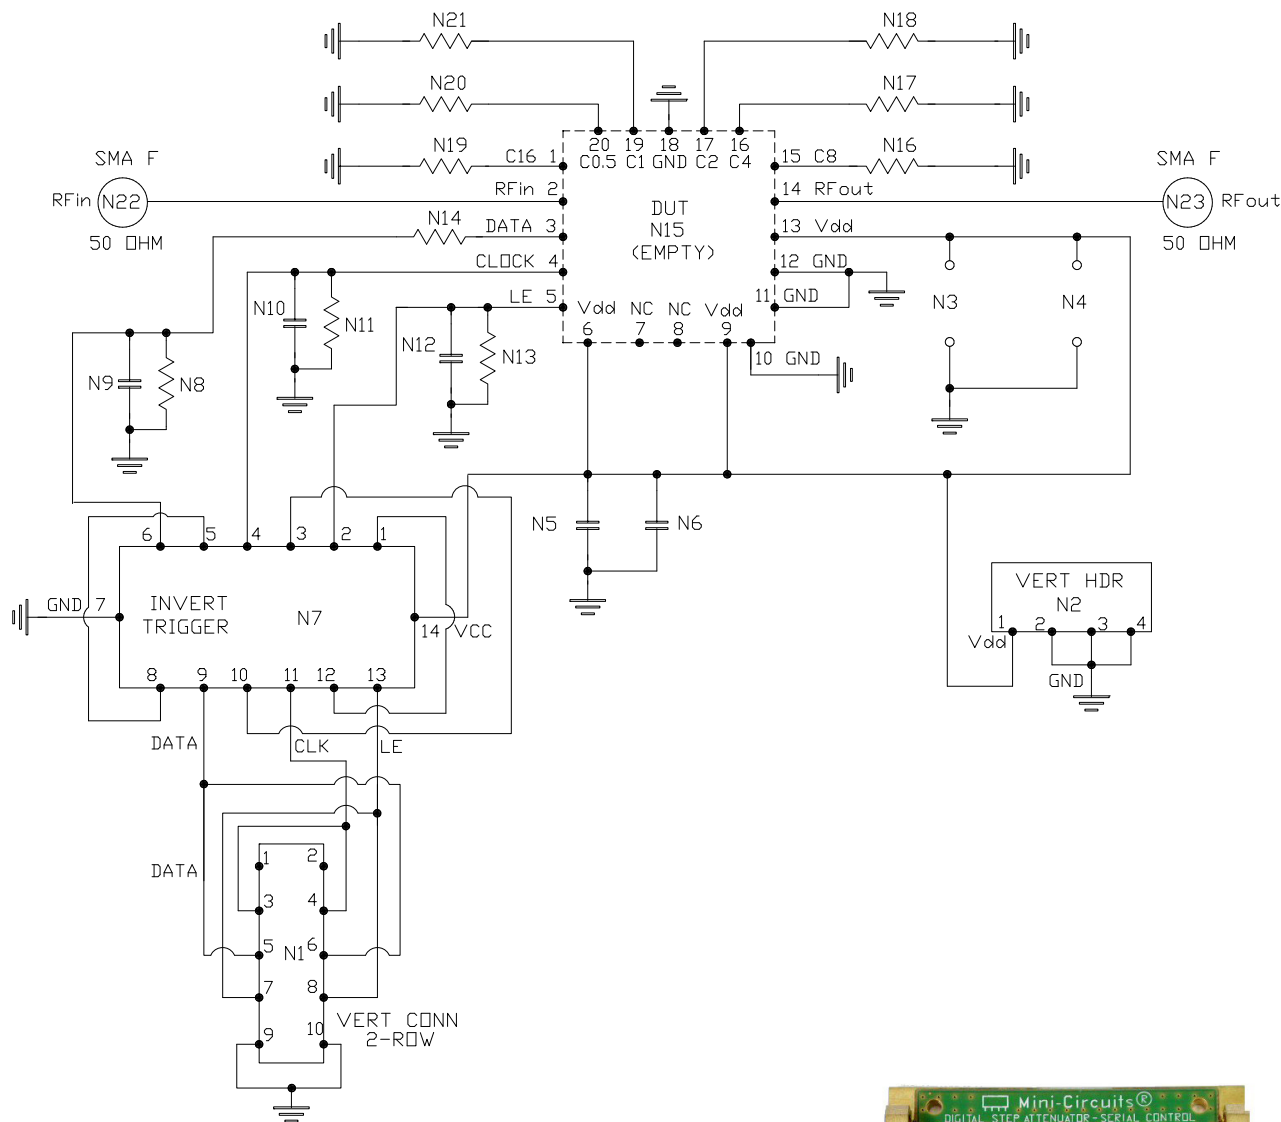 N21
N18
N20
N17
20 19 18 17 16
C0.5 C1 GND C2 C4
N19
C16 1
15 C8
N16
SMA F
SMA F
RFin 2
14 RFout
RFin
N22
N23
RFout
50 OHM
50 OHM
DUT
N15
(EMPTY)
N14
DATA 3
13 Vdd
CLOCK 4
12 GND
LE 5
11 GND
N10
N11
N12
N13
N3
N4
Vdd NC NC Vdd
6 7 8 9
10 GND
N9
N8
N5
N6
6 5 4 3 2 1
GND 7
INVERT
TRIGGER
N7
14 VCC
8 9 10 11 12 13
VERT HDR
N2
1 2 3 4
Vdd
GND
DATA
CLK
LE
DATA
1 2
3 4
5 N1 6
7 8
9 10
VERT CONN
2-ROW
Mini-Circuits®
DIGITAL STEP ATTENUATOR - SERIAL CONTROL